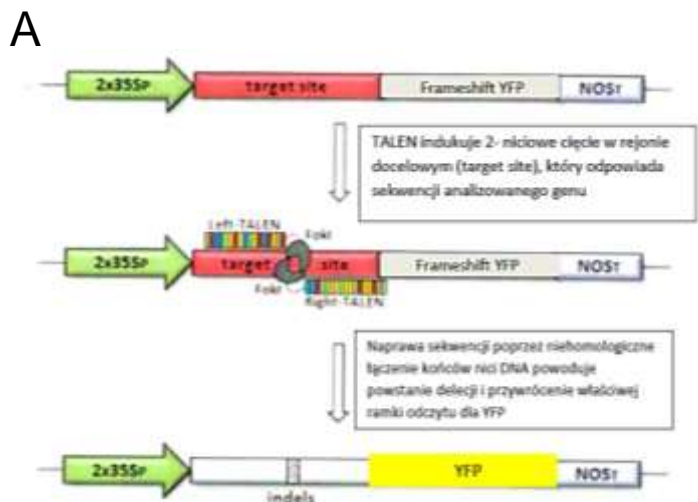 A
2x35Sp target site Frameshift YFP NOST
TALEN indukuje 2- niciowe cięcie w rejonie
docelowym (target site), który odpowiada
sekwencji analizowanego genu
Left-TALEN
FokI
2x35Sp target site Frameshift YFP NOST
FokI
Right-TALEN
Naprawa sekwencji poprzez niehomologiczne
łączenie końców nici DNA powoduje
powstanie delecji i przywrócenie właściwej
ramki odczytu dla YFP
2x35Sp YFP NOST
indels